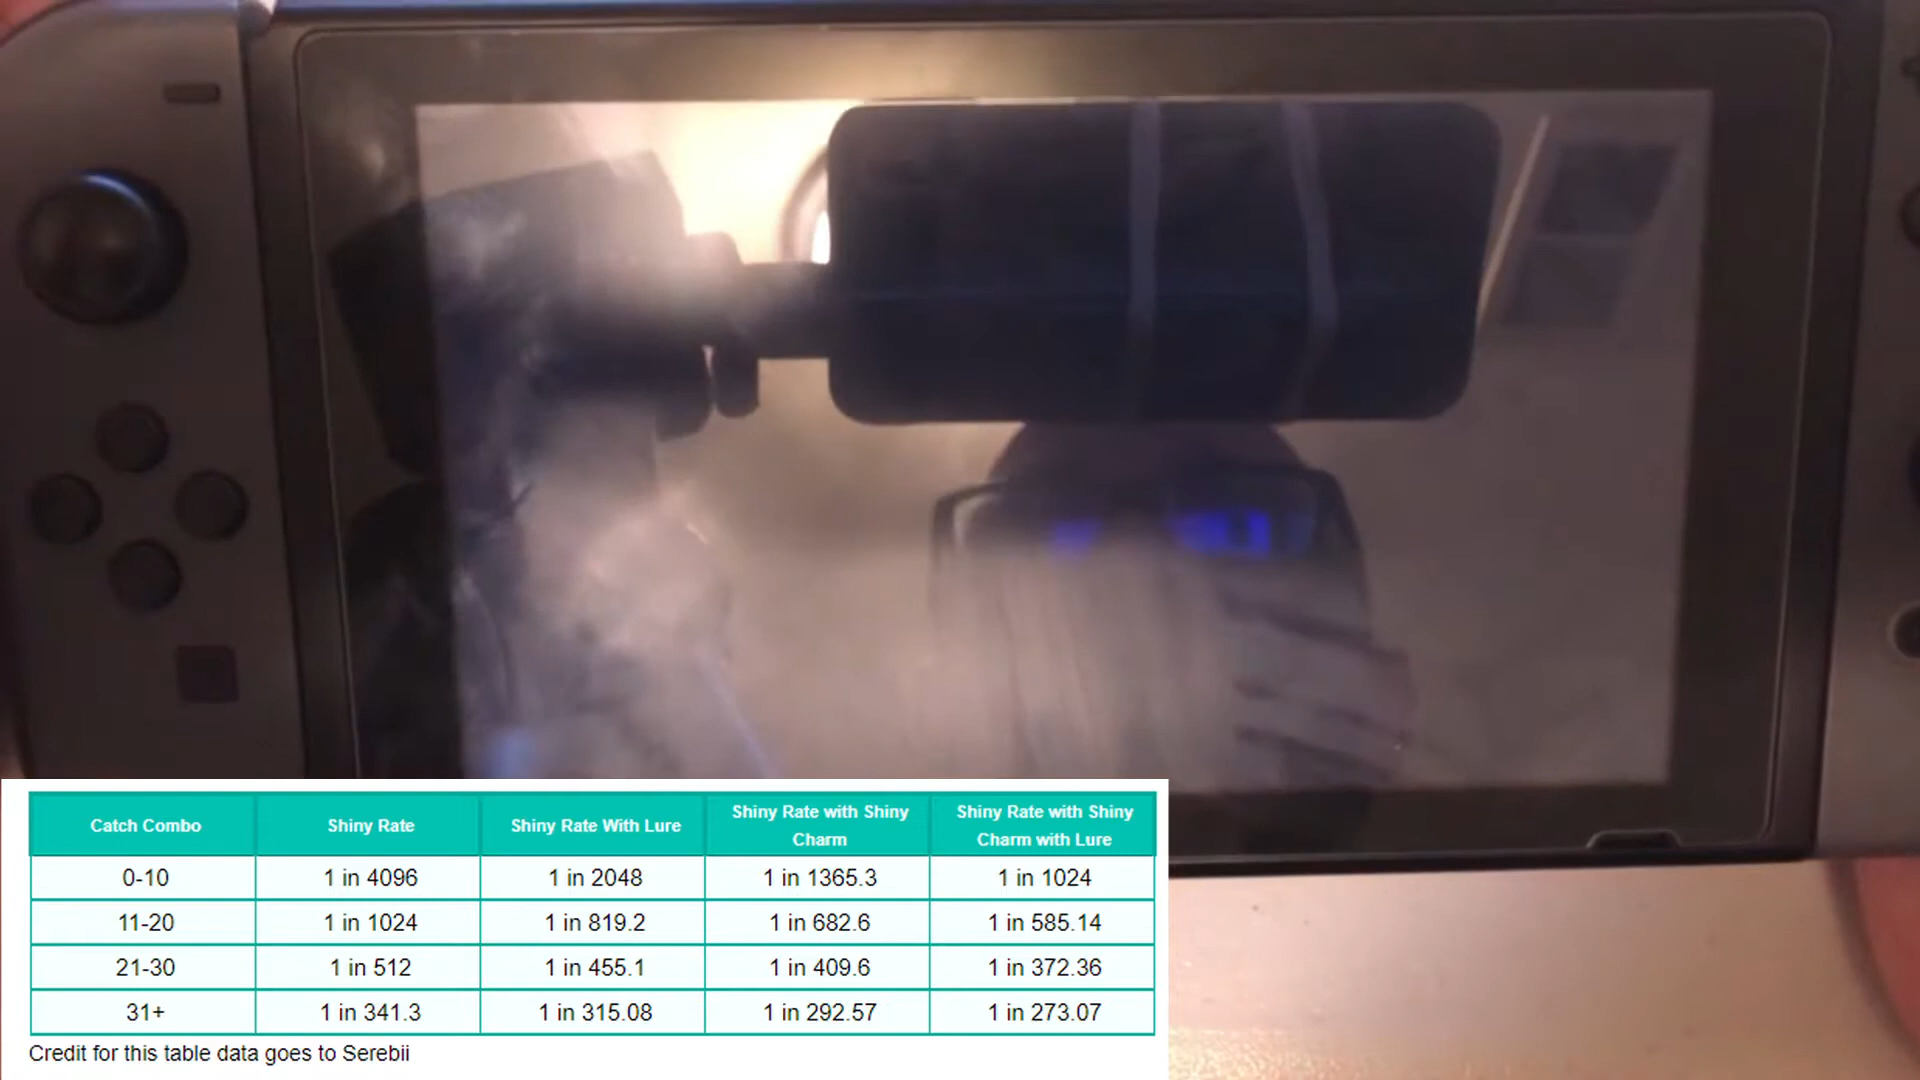 Catch Combo Shiny Rate Shiny Rate With Lure Shiny Rate with Shiny Charm Shiny Rate with Shiny Charm with Lure
0-10 1 in 4096 1 in 2048 1 in 1365.3 1 in 1024
11-20 1 in 1024 1 in 819.2 1 in 682.6 1 in 585.14
21-30 1 in 512 1 in 455.1 1 in 409.6 1 in 372.36
31+ 1 in 341.3 1 in 315.08 1 in 292.57 1 in 273.07
Credit for this table data goes to Serebii